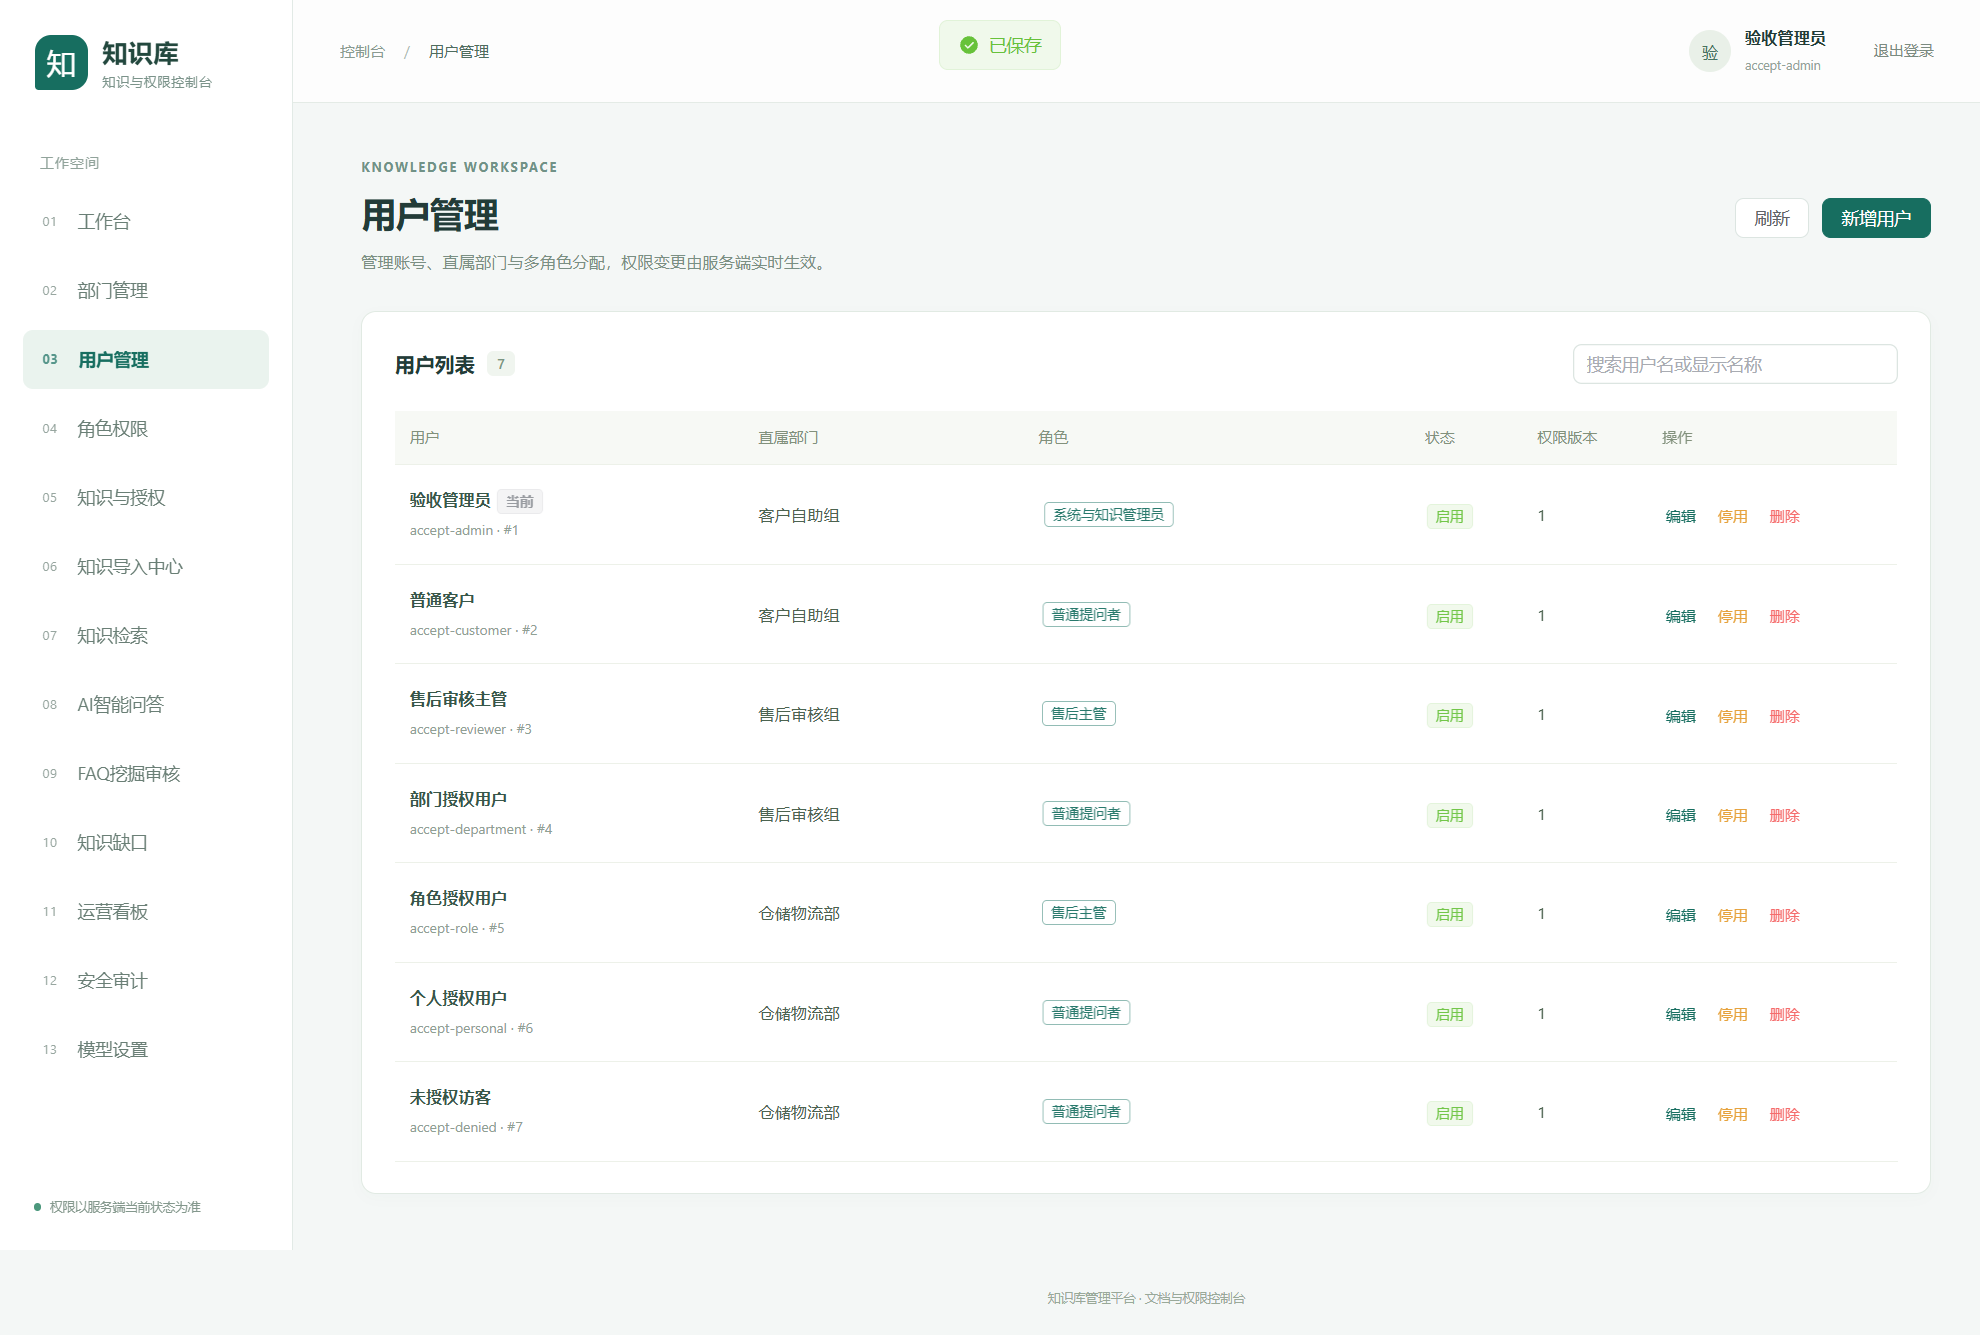 知
知识库
知识与权限控制台
工作空间
01 工作台
02 部门管理
03 用户管理
04 角色权限
05 知识与授权
06 知识导入中心
07 知识检索
08 AI智能问答
09 FAQ挖掘审核
10 知识缺口
11 运营看板
12 安全审计
13 模型设置
权限以服务端当前状态为准
控制台 / 用户管理
已保存
验
验收管理员
accept-admin
退出登录
KNOWLEDGE WORKSPACE
用户管理
管理账号、直属部门与多角色分配，权限变更由服务端实时生效。
刷新 新增用户
用户列表 7
搜索用户名或显示名称
用户 直属部门 角色 状态 权限版本 操作
验收管理员 当前
accept-admin · #1
客户自助组 系统与知识管理员 启用 1 编辑 停用 删除
普通客户
accept-customer · #2
客户自助组 普通提问者 启用 1 编辑 停用 删除
售后审核主管
accept-reviewer · #3
售后审核组 售后主管 启用 1 编辑 停用 删除
部门授权用户
accept-department · #4
售后审核组 普通提问者 启用 1 编辑 停用 删除
角色授权用户
accept-role · #5
仓储物流部 售后主管 启用 1 编辑 停用 删除
个人授权用户
accept-personal · #6
仓储物流部 普通提问者 启用 1 编辑 停用 删除
未授权访客
accept-denied · #7
仓储物流部 普通提问者 启用 1 编辑 停用 删除
知识库管理平台 · 文档与权限控制台